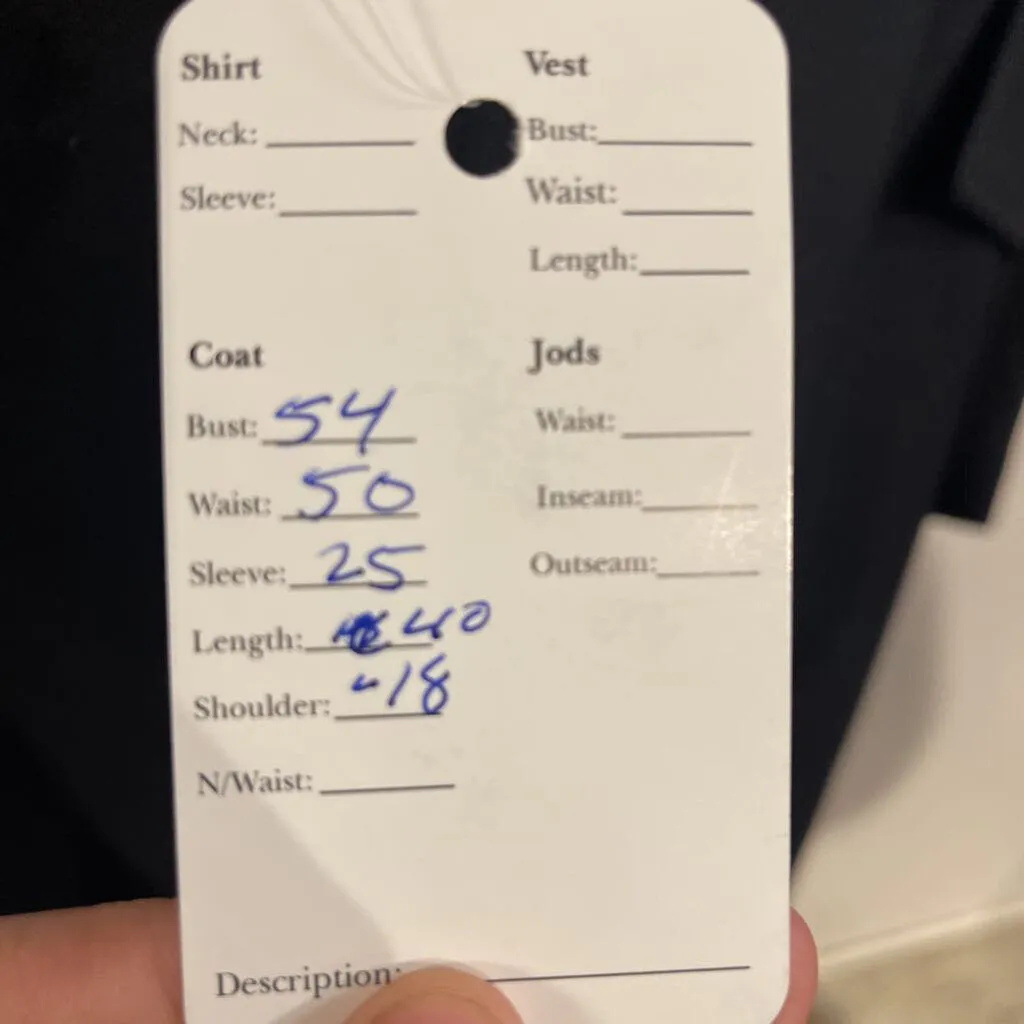 Shirt
Neck:
Sleeve:
Vest
Bust:
Waist:
Length:
Coat
Bust: 54
Waist: 50
Sleeve: 25
Length: 40
Shoulder: -18
N/Waist:
Jods
Waist:
Inseam:
Outseam:
Description: